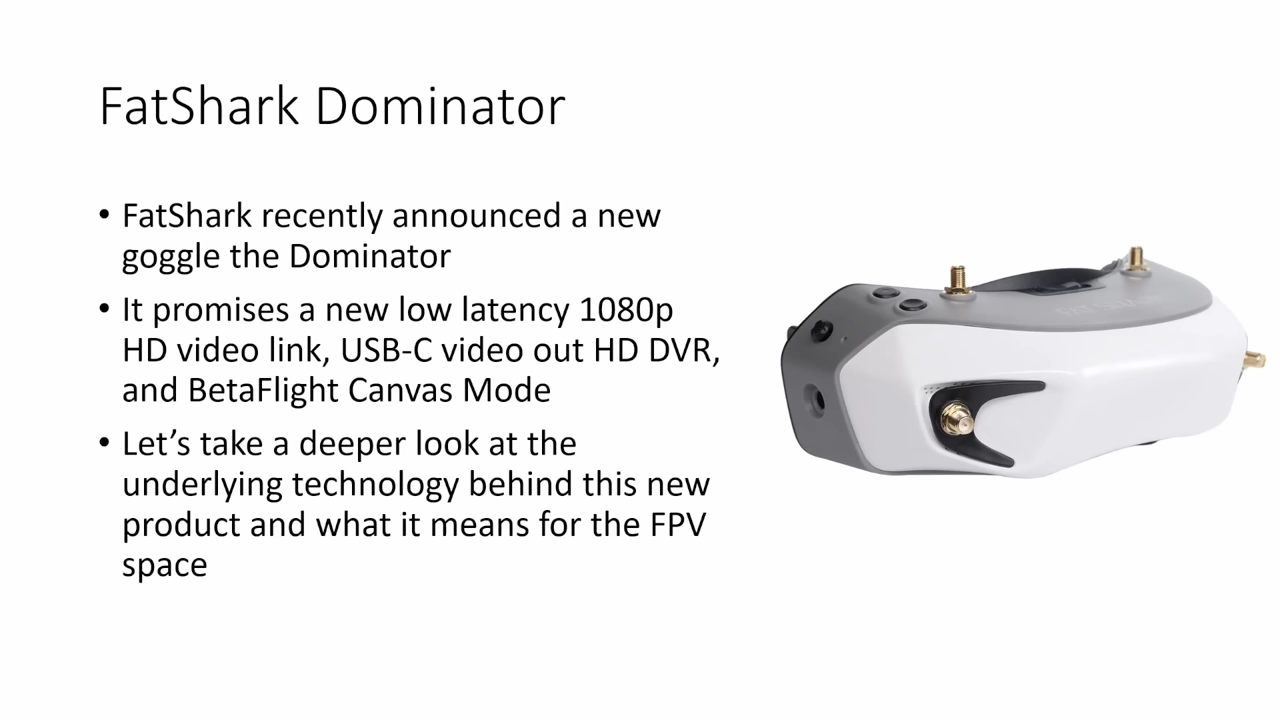 FatShark Dominator
• FatShark recently announced a new
goggle the Dominator
• It promises a new low latency 1080p
HD video link, USB-C video out HD DVR,
and BetaFlight Canvas Mode
• Let’s take a deeper look at the
underlying technology behind this new
product and what it means for the FPV
space